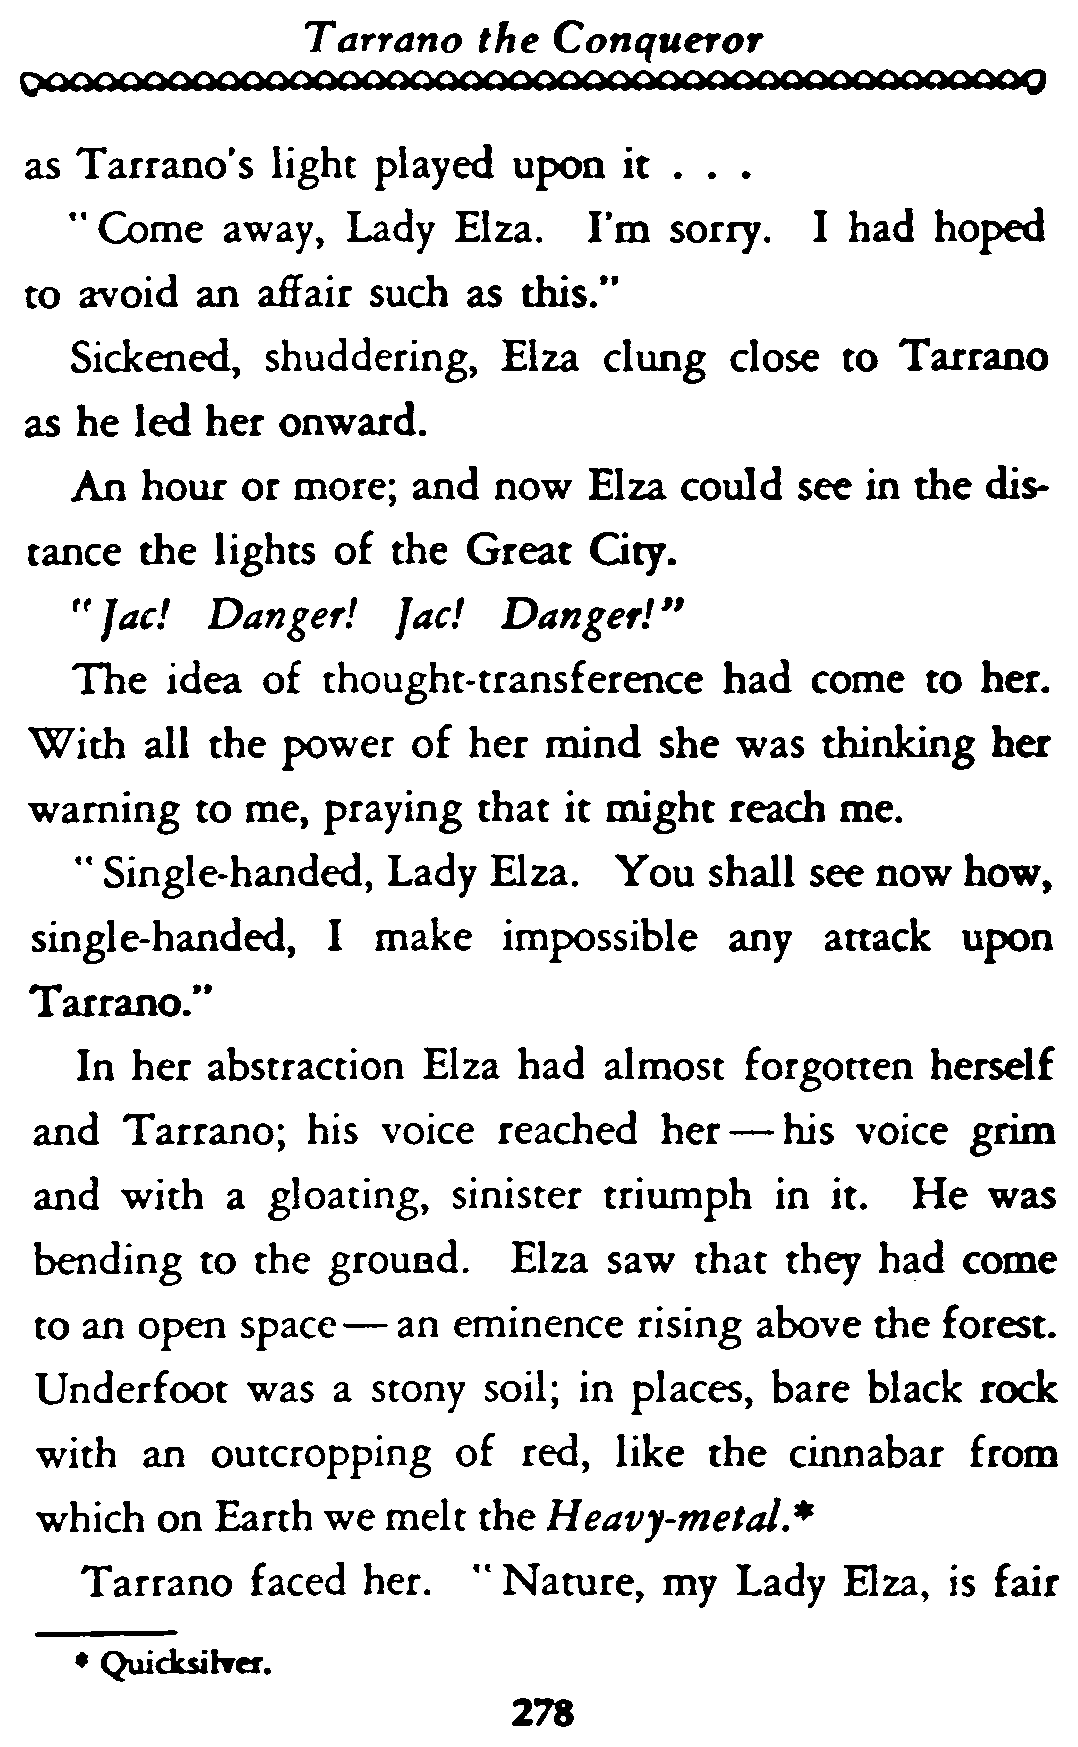 Tarrano the Conqueror
as Tarrano's light played upon it . . .
"Come away, Lady Elza. I'm sorry. I had hoped
to avoid an affair such as this."
Sickened, shuddering, Elza clung close to Tarrano
as he led her onward.
An hour or more; and now Elza could see in the dis-
tance the lights of the Great City.
"Jac! Danger! Jac! Danger!"
The idea of thought-transference had come to her.
With all the power of her mind she was thinking her
warning to me, praying that it might reach me.
"Single-handed, Lady Elza. You shall see now how,
single-handed, I make impossible any attack upon
Tarrano."
In her abstraction Elza had almost forgotten herself
and Tarrano; his voice reached her — his voice grim
and with a gloating, sinister triumph in it. He was
bending to the ground. Elza saw that they had come
to an open space — an eminence rising above the forest.
Underfoot was a stony soil; in places, bare black rock
with an outcropping of red, like the cinnabar from
which on Earth we melt the Heavy-metal.*
Tarrano faced her. "Nature, my Lady Elza, is fair
* Quicksilver.
278